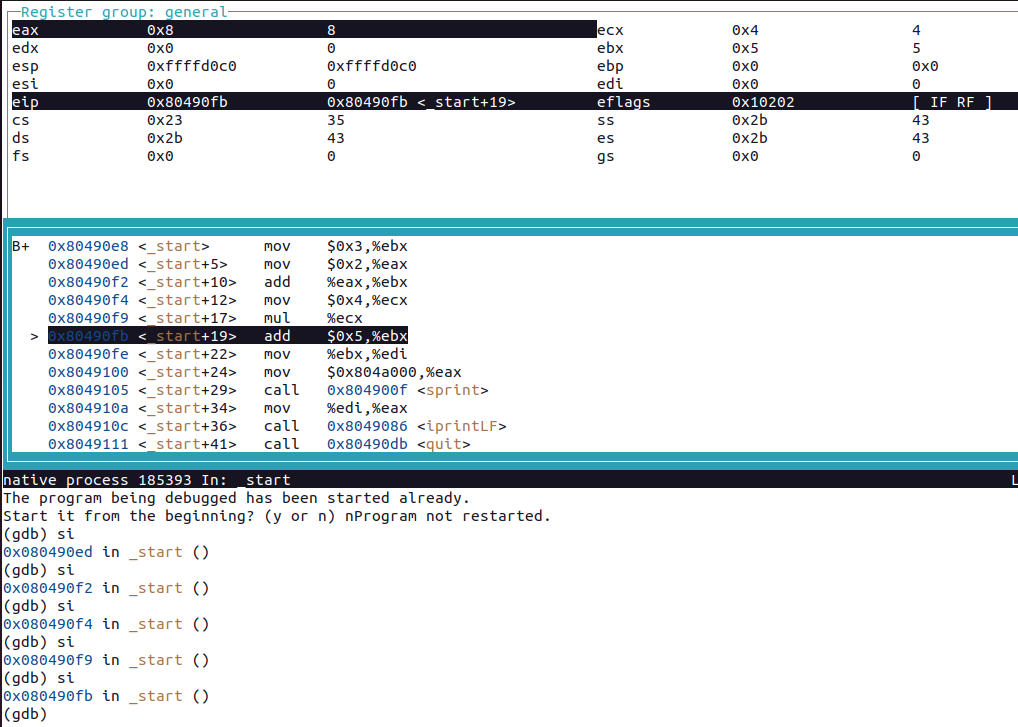 Register group: general
eax 0x8 8 ecx 0x4 4
edx 0x0 0 ebx 0x5 5
esp 0xffffd0c0 0xffffd0c0 ebp 0x0 0x0
esi 0x0 0 edi 0x0 0
eip 0x80490fb 0x80490fb <_start+19> eflags 0x10202 [ IF RF ]
cs 0x23 35 ss 0x2b 43
ds 0x2b 43 es 0x2b 43
fs 0x0 0 gs 0x0 0
B+ 0x80490e8 <_start> mov $0x3,%ebx
0x80490ed <_start+5> mov $0x2,%eax
0x80490f2 <_start+10> add %eax,%ebx
0x80490f4 <_start+12> mov $0x4,%ecx
0x80490f9 <_start+17> mul %ecx
> 0x80490fb <_start+19> add $0x5,%ebx
0x80490fe <_start+22> mov %ebx,%edi
0x8049100 <_start+24> mov $0x804a000,%eax
0x8049105 <_start+29> call 0x804900f <sprint>
0x804910a <_start+34> mov %edi,%eax
0x804910c <_start+36> call 0x8049086 <iprintLF>
0x8049111 <_start+41> call 0x80490db <quit>
native process 185393 In: _start L
The program being debugged has been started already.
Start it from the beginning? (y or n) nProgram not restarted.
(gdb) si
0x080490ed in _start ()
(gdb) si
0x080490f2 in _start ()
(gdb) si
0x080490f4 in _start ()
(gdb) si
0x080490f9 in _start ()
(gdb) si
0x080490fb in _start ()
(gdb)